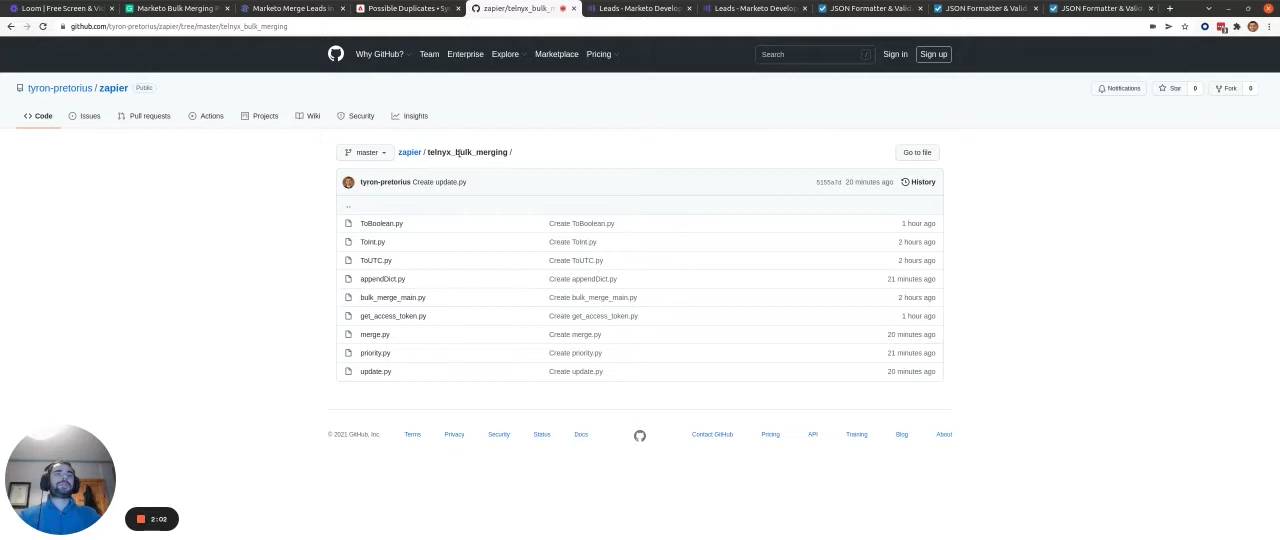 Loom | Free Screen & Vid
Marketo Bulk Merging P
Marketo Merge Leads in
Possible Duplicates • Sy
zapier/telnyx_bulk_m
Leads - Marketo Develop
Leads - Marketo Develop
JSON Formatter & Valid
JSON Formatter & Valid
JSON Formatter & Valid
github.com/tyron-pretorius/zapier/tree/master/telnyx_bulk_merging
Why GitHub? Team Enterprise Explore Marketplace Pricing
Search /
Sign in Sign up
tyron-pretorius / zapier Public
Notifications Star 0 Fork 0
<> Code Issues Pull requests Actions Projects Wiki Security Insights
master zapier / telnyx_bulk_merging / Go to file
tyron-pretorius Create update.py 5155a7d 20 minutes ago History
..
ToBoolean.py Create ToBoolean.py 1 hour ago
ToInt.py Create ToInt.py 2 hours ago
ToUTC.py Create ToUTC.py 2 hours ago
appendDict.py Create appendDict.py 21 minutes ago
bulk_merge_main.py Create bulk_merge_main.py 2 hours ago
get_access_token.py Create get_access_token.py 1 hour ago
merge.py Create merge.py 20 minutes ago
priority.py Create priority.py 21 minutes ago
update.py Create update.py 20 minutes ago
© 2021 GitHub, Inc. Terms Privacy Security Status Docs Contact GitHub Pricing API Training Blog About
2:02